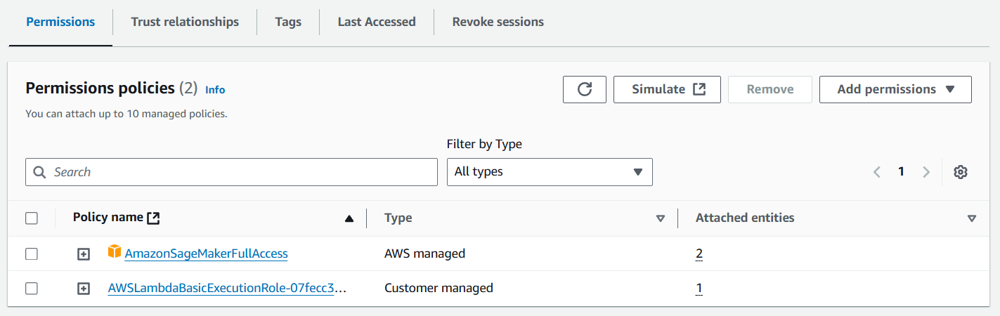 Permissions Trust relationships Tags Last Accessed Revoke sessions
Permissions policies (2) Info
Simulate Remove Add permissions
You can attach up to 10 managed policies.
Filter by Type
Search All types 1
Policy name Type Attached entities
AmazonSageMakerFullAccess AWS managed 2
AWSLambdaBasicExecutionRole-07fecc3... Customer managed 1